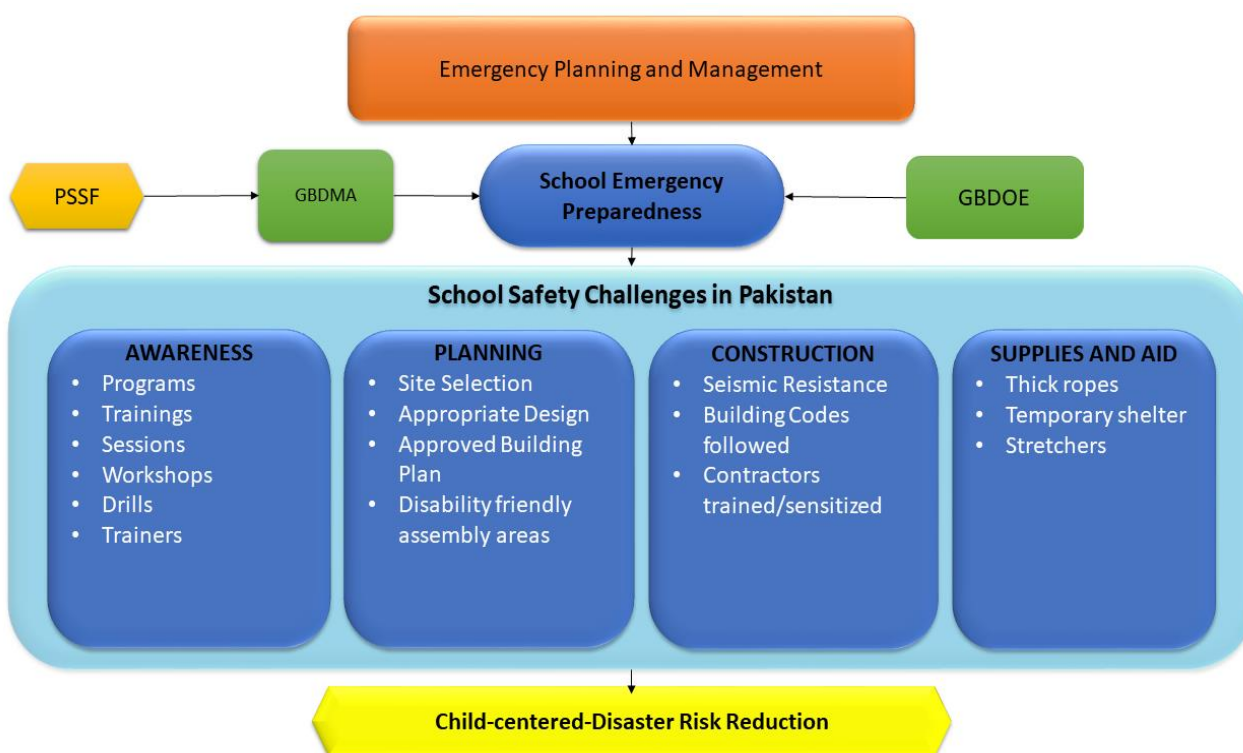 Emergency Planning and Management
PSSF
GBDMA
School Emergency
Preparedness
GBDOE
School Safety Challenges in Pakistan
AWARENESS
• Programs
• Trainings
• Sessions
• Workshops
• Drills
• Trainers
PLANNING
• Site Selection
• Appropriate Design
• Approved Building
Plan
• Disability friendly
assembly areas
CONSTRUCTION
• Seismic Resistance
• Building Codes
followed
• Contractors
trained/sensitized
SUPPLIES AND AID
• Thick ropes
• Temporary shelter
• Stretchers
Child-centered-Disaster Risk Reduction